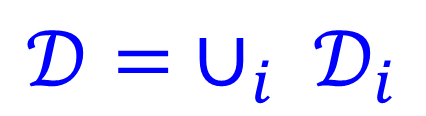 𝒟 = ∪ᵢ 𝒟ᵢ